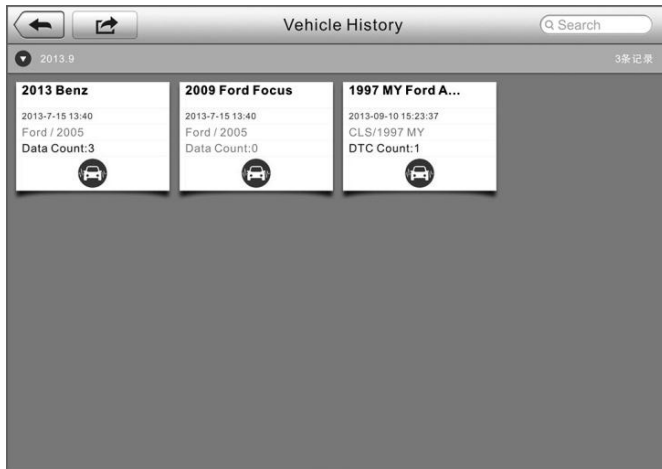 Vehicle History
Search
2013.9
3条记录
2013 Benz
2013-7-15 13:40
Ford / 2005
Data Count:3
2009 Ford Focus
2013-7-15 13:40
Ford / 2005
Data Count:0
1997 MY Ford A...
2013-09-10 15:23:37
CLS/1997 MY
DTC Count:1